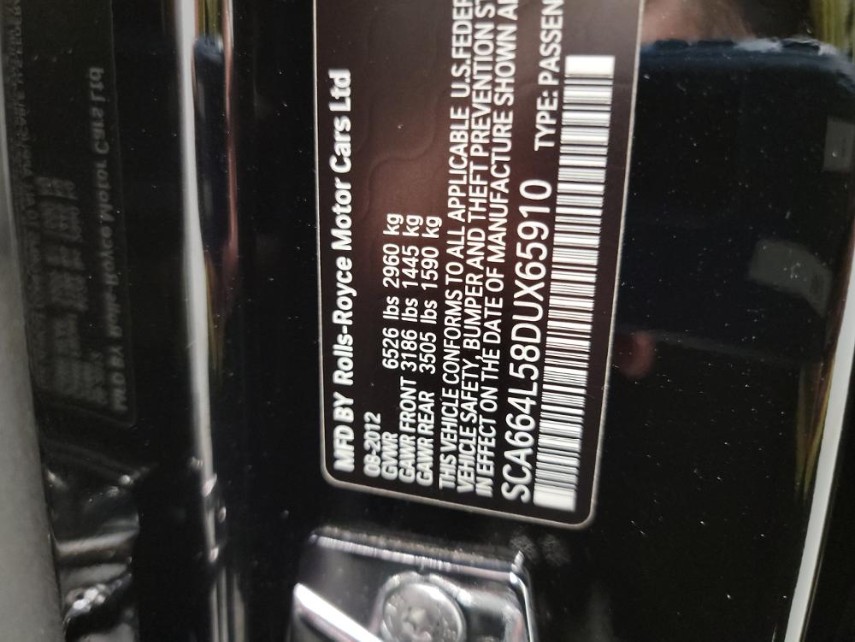 MFD BY Rolls-Royce Motor Cars Ltd
08-2012
GVWR 6526 lbs 2960 kg
GAWR FRONT 3186 lbs 1445 kg
GAWR REAR 3505 lbs 1590 kg
THIS VEHICLE CONFORMS TO ALL APPLICABLE U.S.FEDER
VEHICLE SAFETY, BUMPER AND THEFT PREVENTION ST
IN EFFECT ON THE DATE OF MANUFACTURE SHOWN A
SCA664L58DUX65910 TYPE: PASSEN